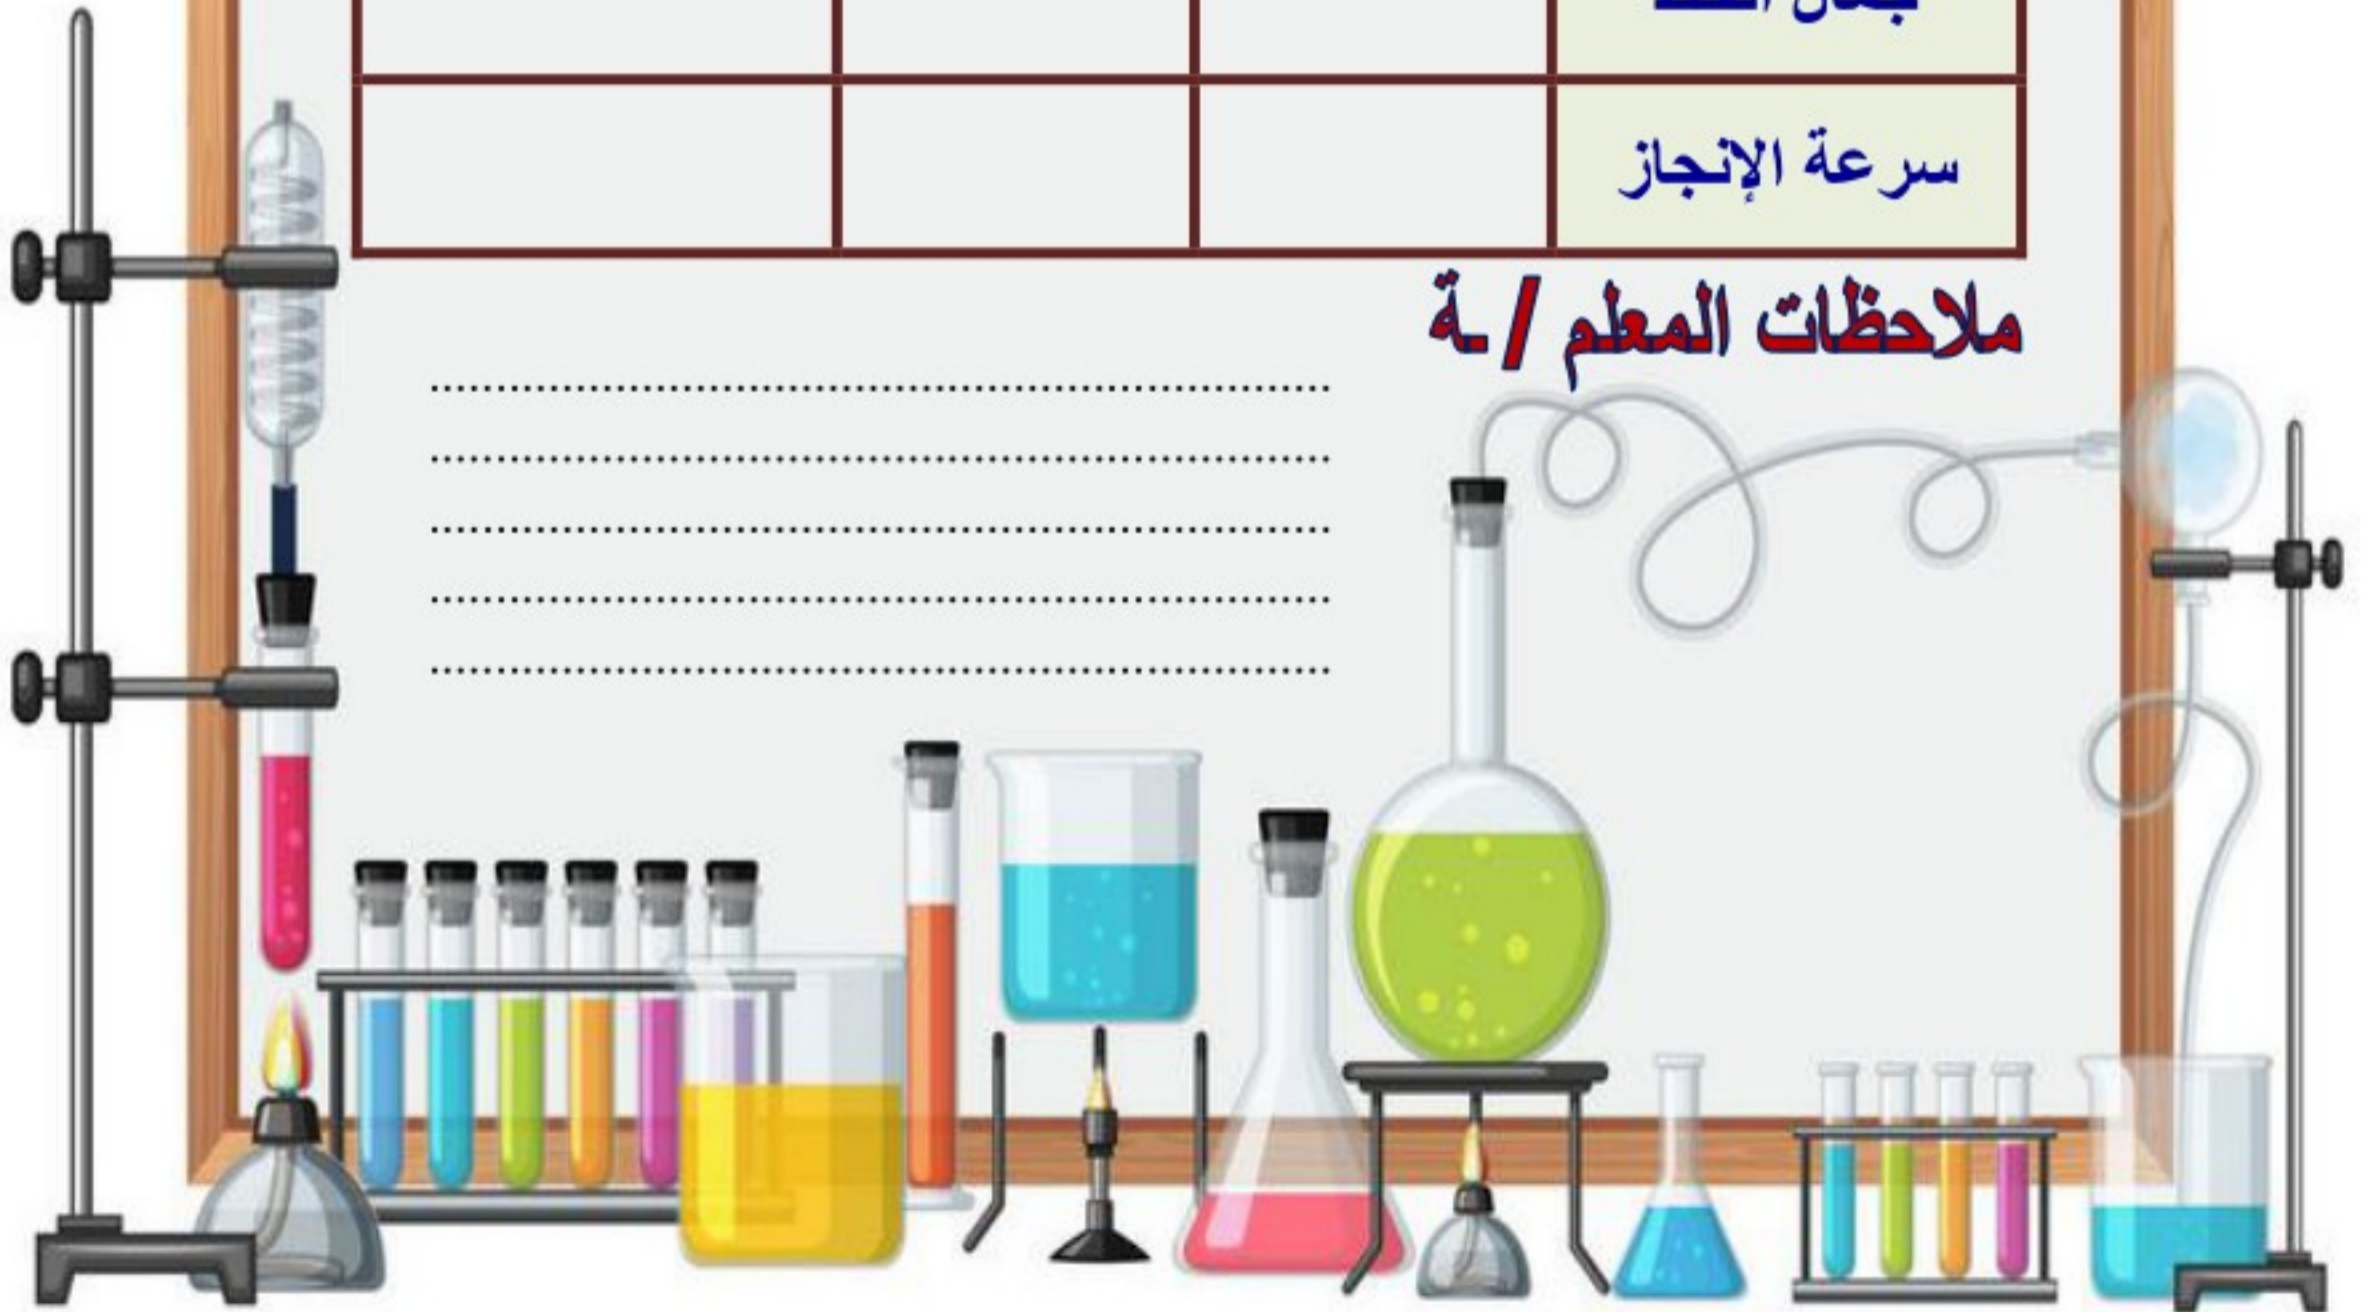 سرعة الإنجاز
ملاحظات المعلم / ـة